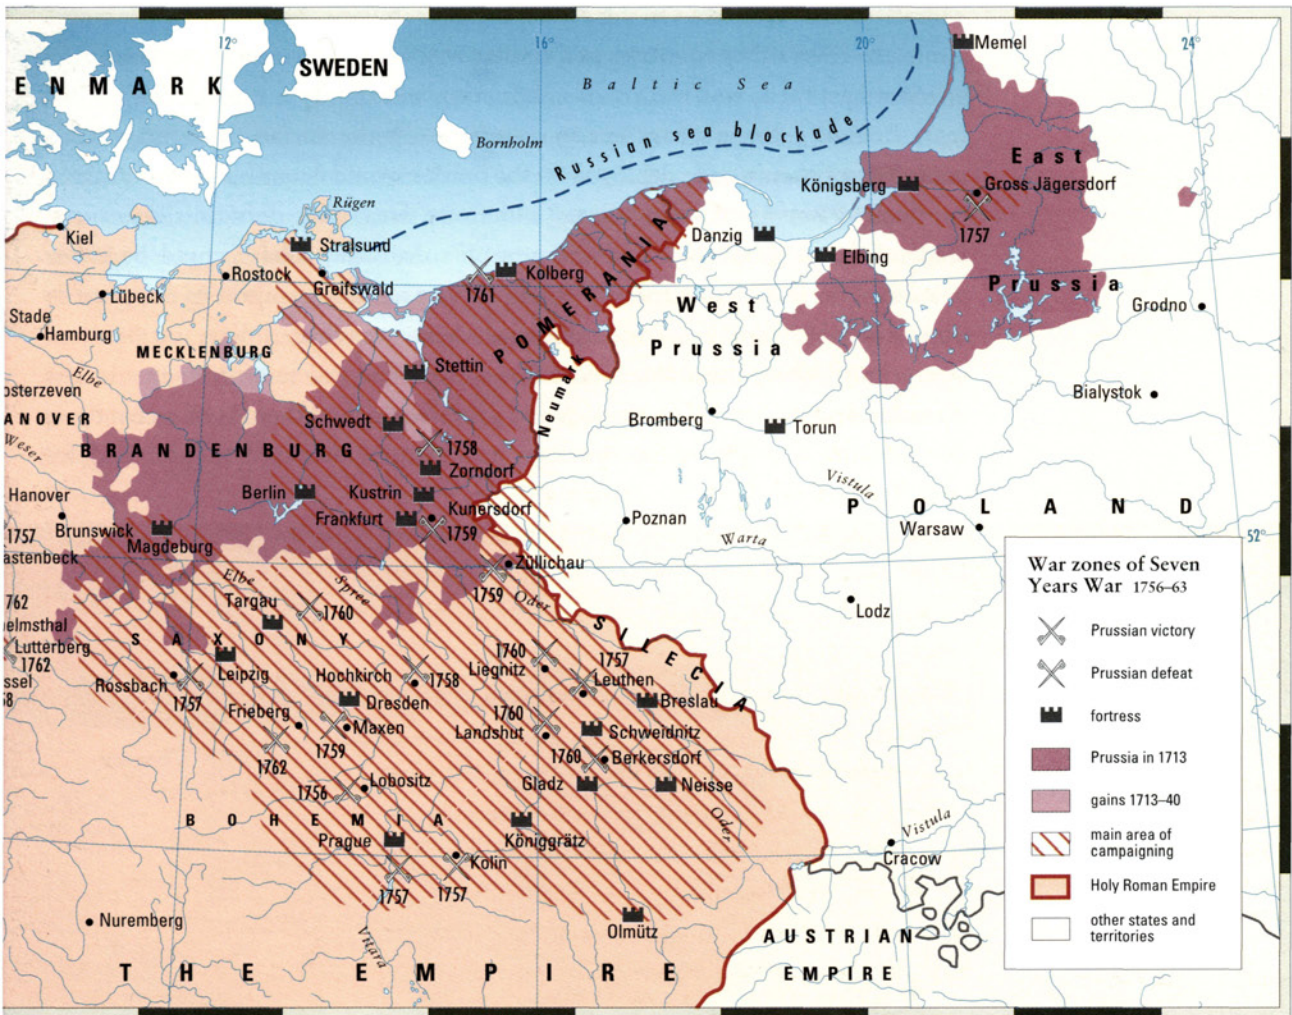 12°
16°
20°
24°
Memel
ENMARK
SWEDEN
Baltic Sea
Bornholm
Russian sea blockade
East
Königsberg
Gross Jägersdorf
1757
Rügen
Kiel
Stralsund
Danzig
Elbing
Rostock
Greifswald
Kolberg
1761
POMERANIA
Prussia
Lübeck
West
Prussia
Grodno
Stade
Hamburg
MECKLENBURG
Elbe
Stettin
Neumark
osterzeven
ANOVER
Weser
Schwedt
Bromberg
Torun
Bialystok
BRANDENBURG
1758
Zorndorf
Vistula
Hanover
Berlin
Kustrin
Kunersdorf
POLAND
Brunswick
Frankfurt
1759
Poznan
Warsaw
1757
astenbeck
Magdeburg
Warta
52°
Elbe
Spree
Züllichau
1759
Oder
Targau
1760
Lodz
1762
elmsthal
Lutterberg
1762
ssel
58
SAXONY
SILECIA
Rossbach
1757
Leipzig
Hochkirch
1758
1760
Liegnitz
1757
Leuthen
Dresden
Breslau
Frieberg
1762
Maxen
1759
1760
Landshut
Schweidnitz
1760
Berkersdorf
Lobositz
1756
Gladz
Neisse
BOHEMIA
Prague
Königgrätz
Oder
Vistula
Cracow
Kolin
1757
1757
Nuremberg
Vltara
Olmütz
AUSTRIAN
EMPIRE
THE EMPIRE
War zones of Seven
Years War 1756–63
Prussian victory
Prussian defeat
fortress
Prussia in 1713
gains 1713–40
main area of
campaigning
Holy Roman Empire
other states and
territories